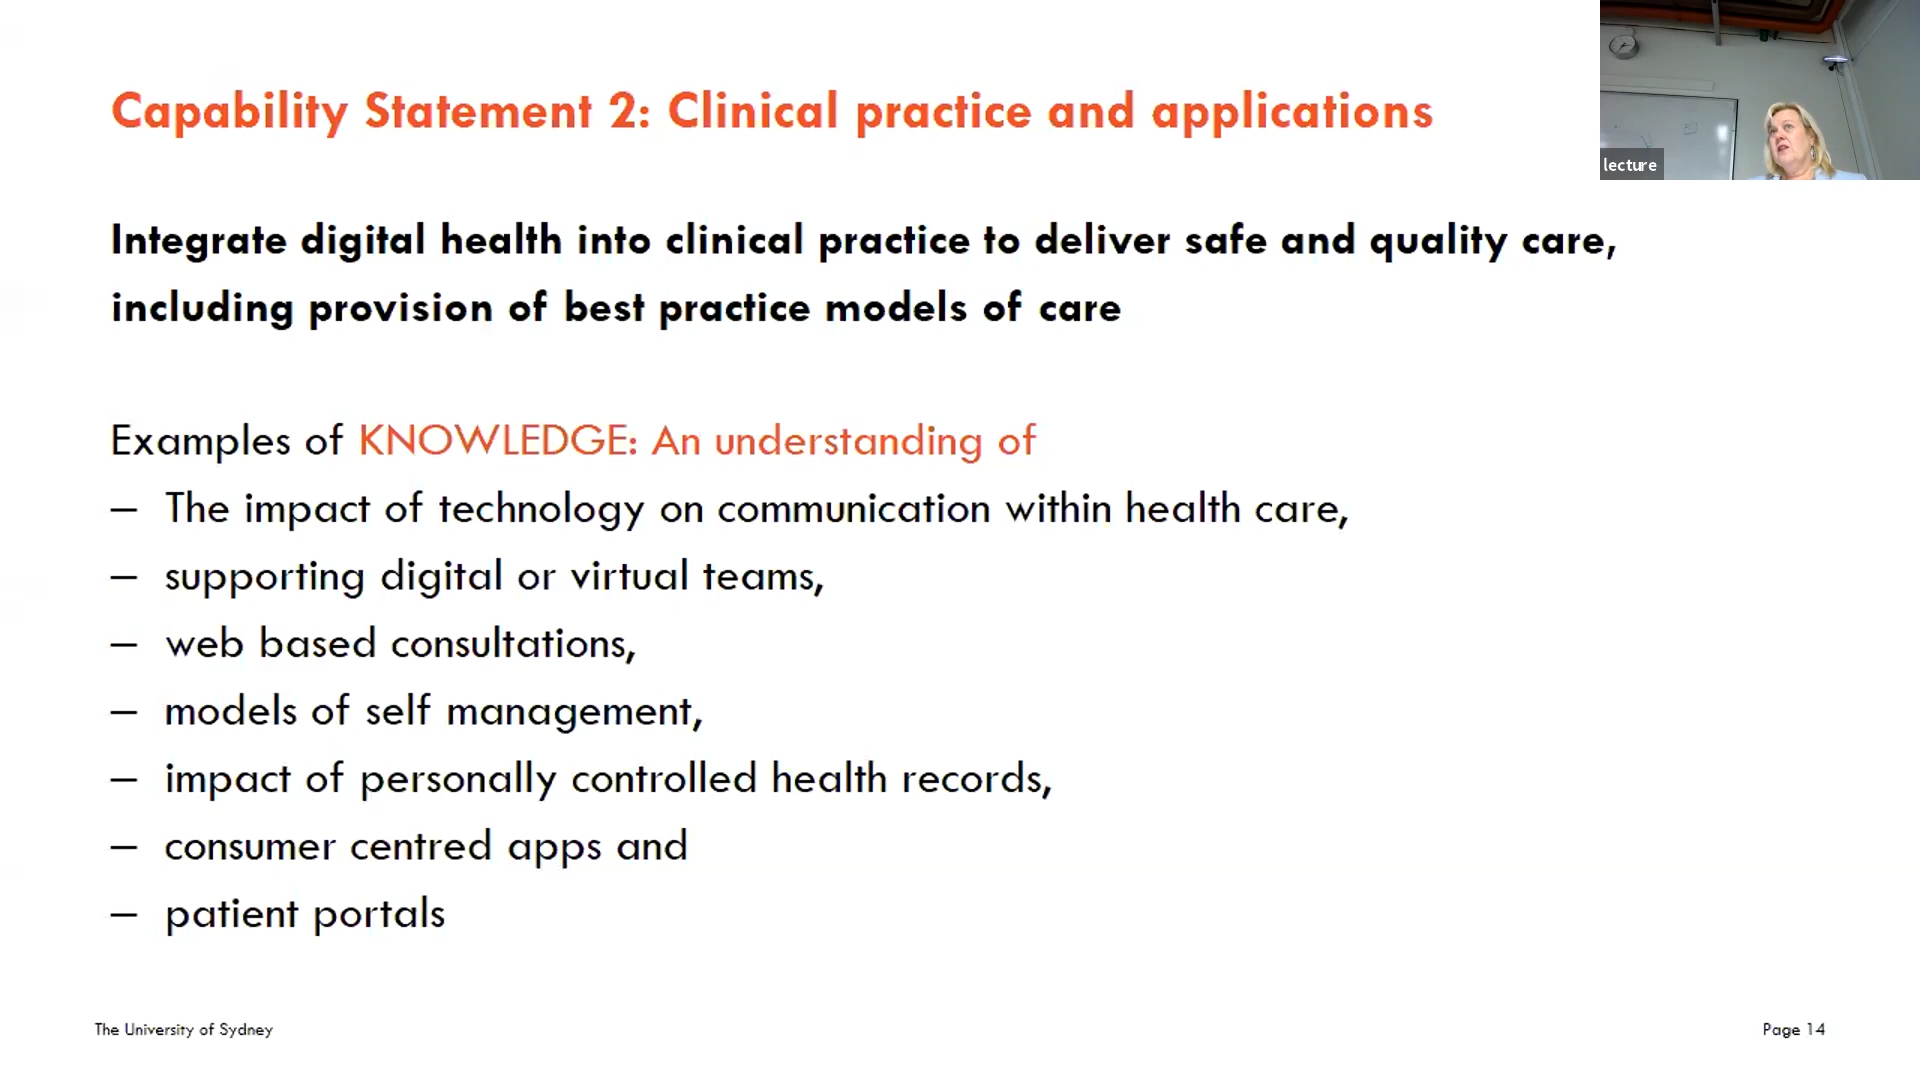 Capability Statement 2: Clinical practice and applications
lecture
Integrate digital health into clinical practice to deliver safe and quality care,
including provision of best practice models of care
Examples of KNOWLEDGE: An understanding of
– The impact of technology on communication within health care,
– supporting digital or virtual teams,
– web based consultations,
– models of self management,
– impact of personally controlled health records,
– consumer centred apps and
– patient portals
The University of Sydney
Page 14